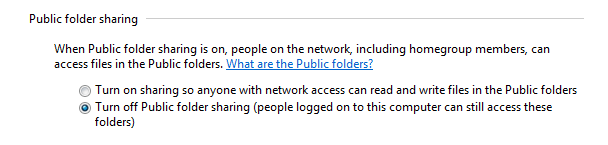 Public folder sharing
When Public folder sharing is on, people on the network, including homegroup members, can
access files in the Public folders. What are the Public folders?
Turn on sharing so anyone with network access can read and write files in the Public folders
Turn off Public folder sharing (people logged on to this computer can still access these
folders)